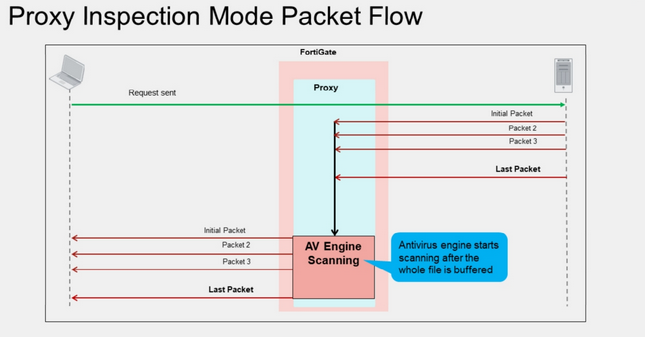 Proxy Inspection Mode Packet Flow
FortiGate
Proxy
Request sent
Initial Packet
Packet 2
Packet 3
Last Packet
Initial Packet
Packet 2
Packet 3
Last Packet
AV Engine
Scanning
Antivirus engine starts
scanning after the
whole file is buffered